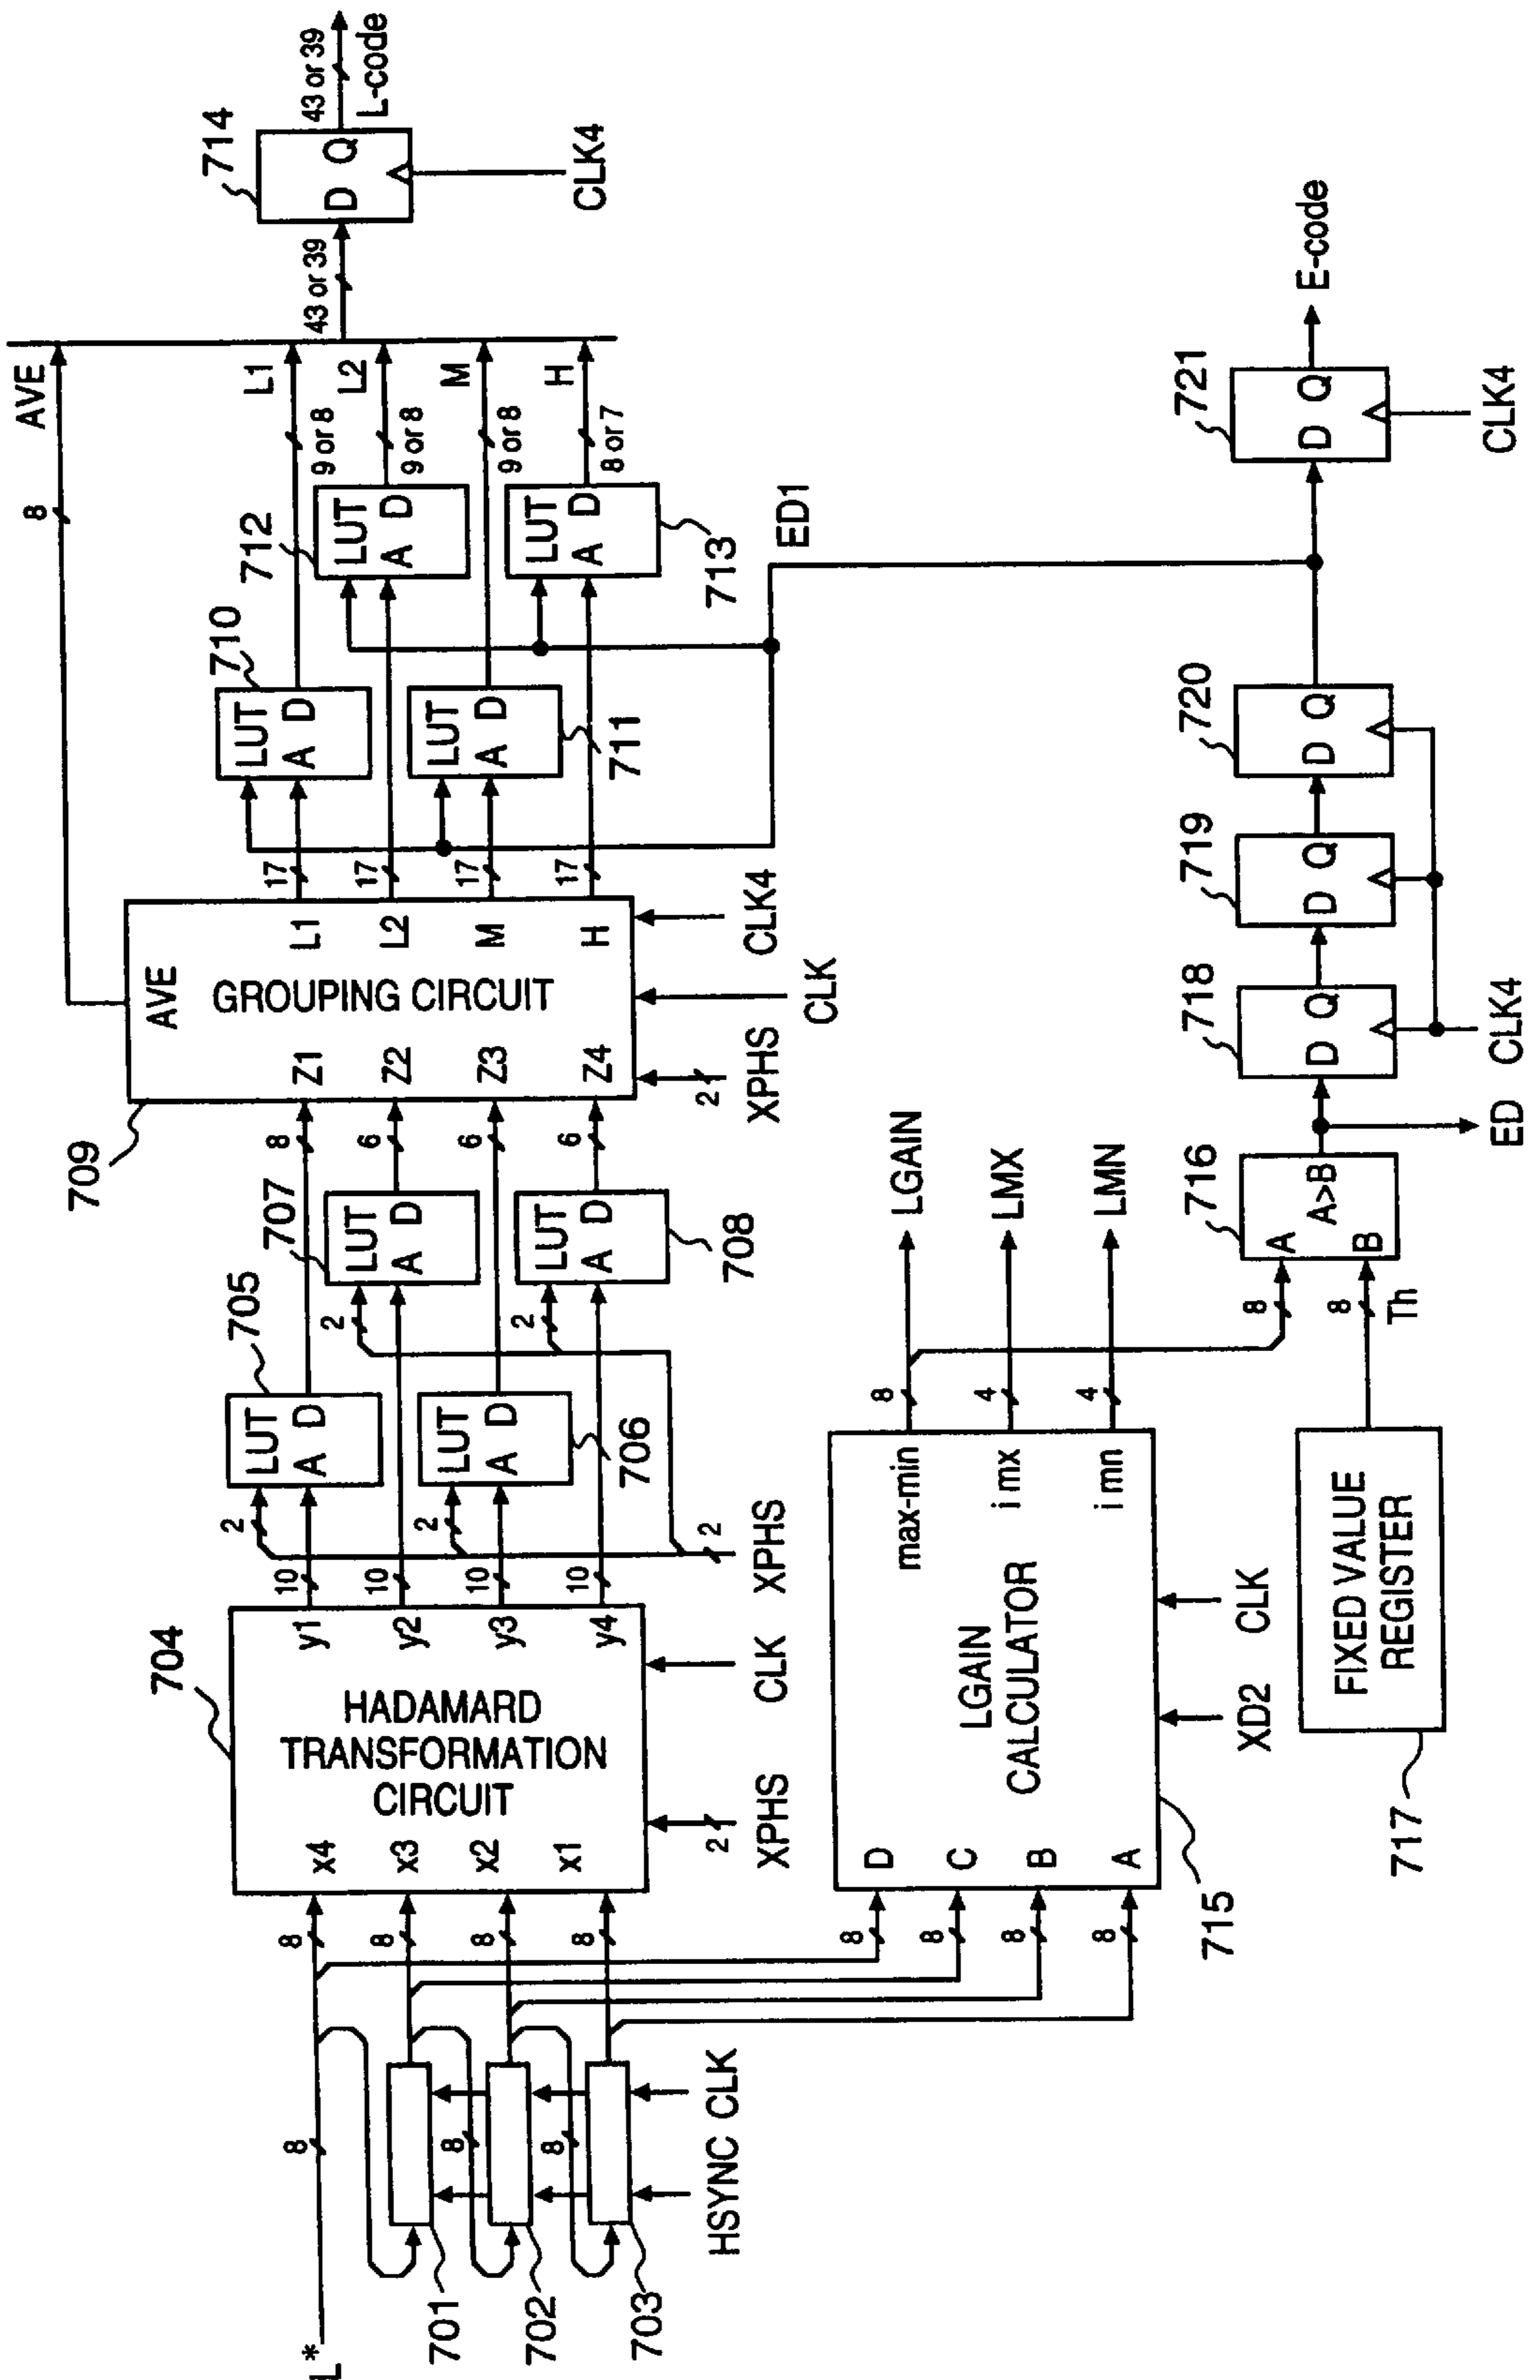 L*
8
701
702
703
8
8
HSYNC CLK
8
8
8
8
704
x4
x3
x2
x1
HADAMARD
TRANSFORMATION
CIRCUIT
y1
y2
y3
y4
2
XPHS
CLK
10
10
10
10
2
2
2
2
2
XPHS
705
LUT
A D
706
LUT
A D
707
LUT
A D
708
LUT
A D
8
6
6
6
709
Z1
Z2
Z3
Z4
GROUPING CIRCUIT
AVE
L1
L2
M
H
2
XPHS
CLK
CLK4
17
17
17
17
710
LUT
A D
711
LUT
A D
712
LUT
A D
713
LUT
A D
8
AVE
9 or 8
L1
9 or 8
L2
9 or 8
M
8 or 7
H
ED1
43 or 39
714
D Q
CLK4
43 or 39
L-code
8
8
8
8
D
C
B
A
LGAIN
CALCULATOR
715
XD2
CLK
max-min
i mx
i mn
8
4
4
LGAIN
LMX
LMN
717
FIXED VALUE
REGISTER
8
8
Th
716
A
B
A>B
ED
718
D Q
719
D Q
720
D Q
CLK4
721
D Q
CLK4
E-code